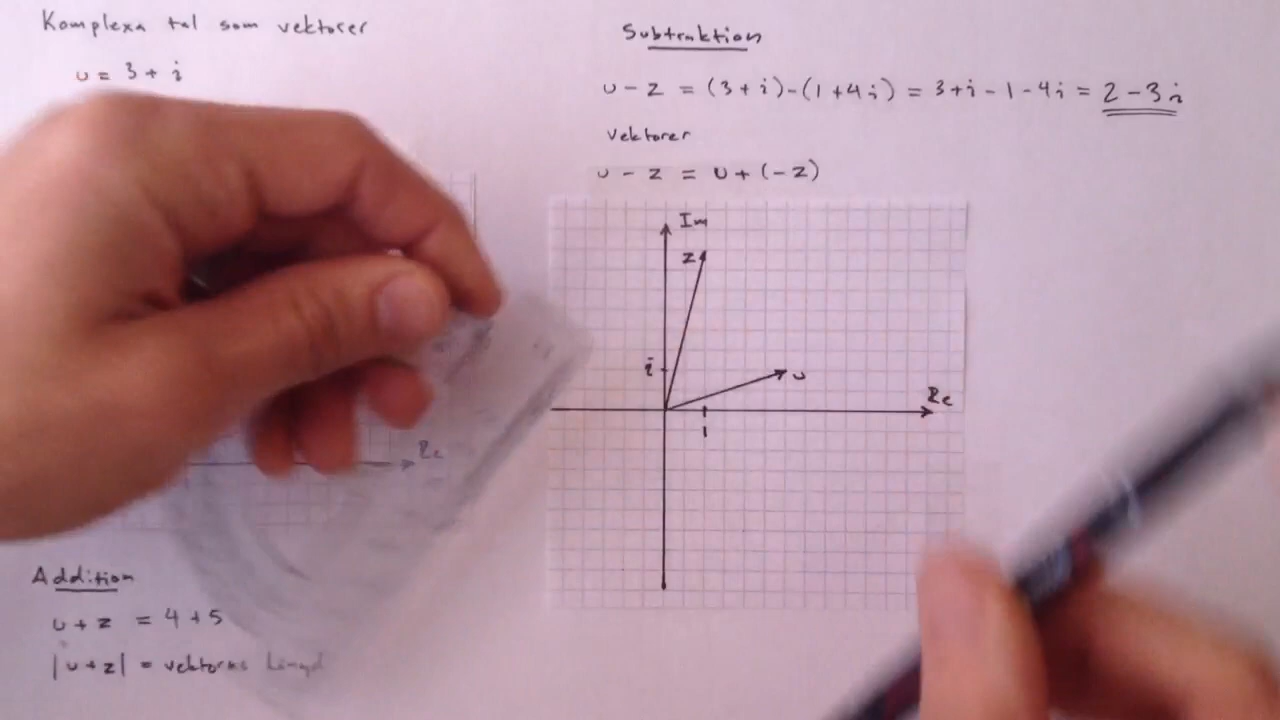 Komplexa tal som vektorer
u = 3 + i
Addition
u + z = 4 + 5
|u + z| = vektorns längd
Re
Subtraktion
u - z = (3 + i) - (1 + 4i) = 3 + i - 1 - 4i = 2 - 3i
Vektorer
u - z = u + (-z)
Im
z
i
u
Re
1